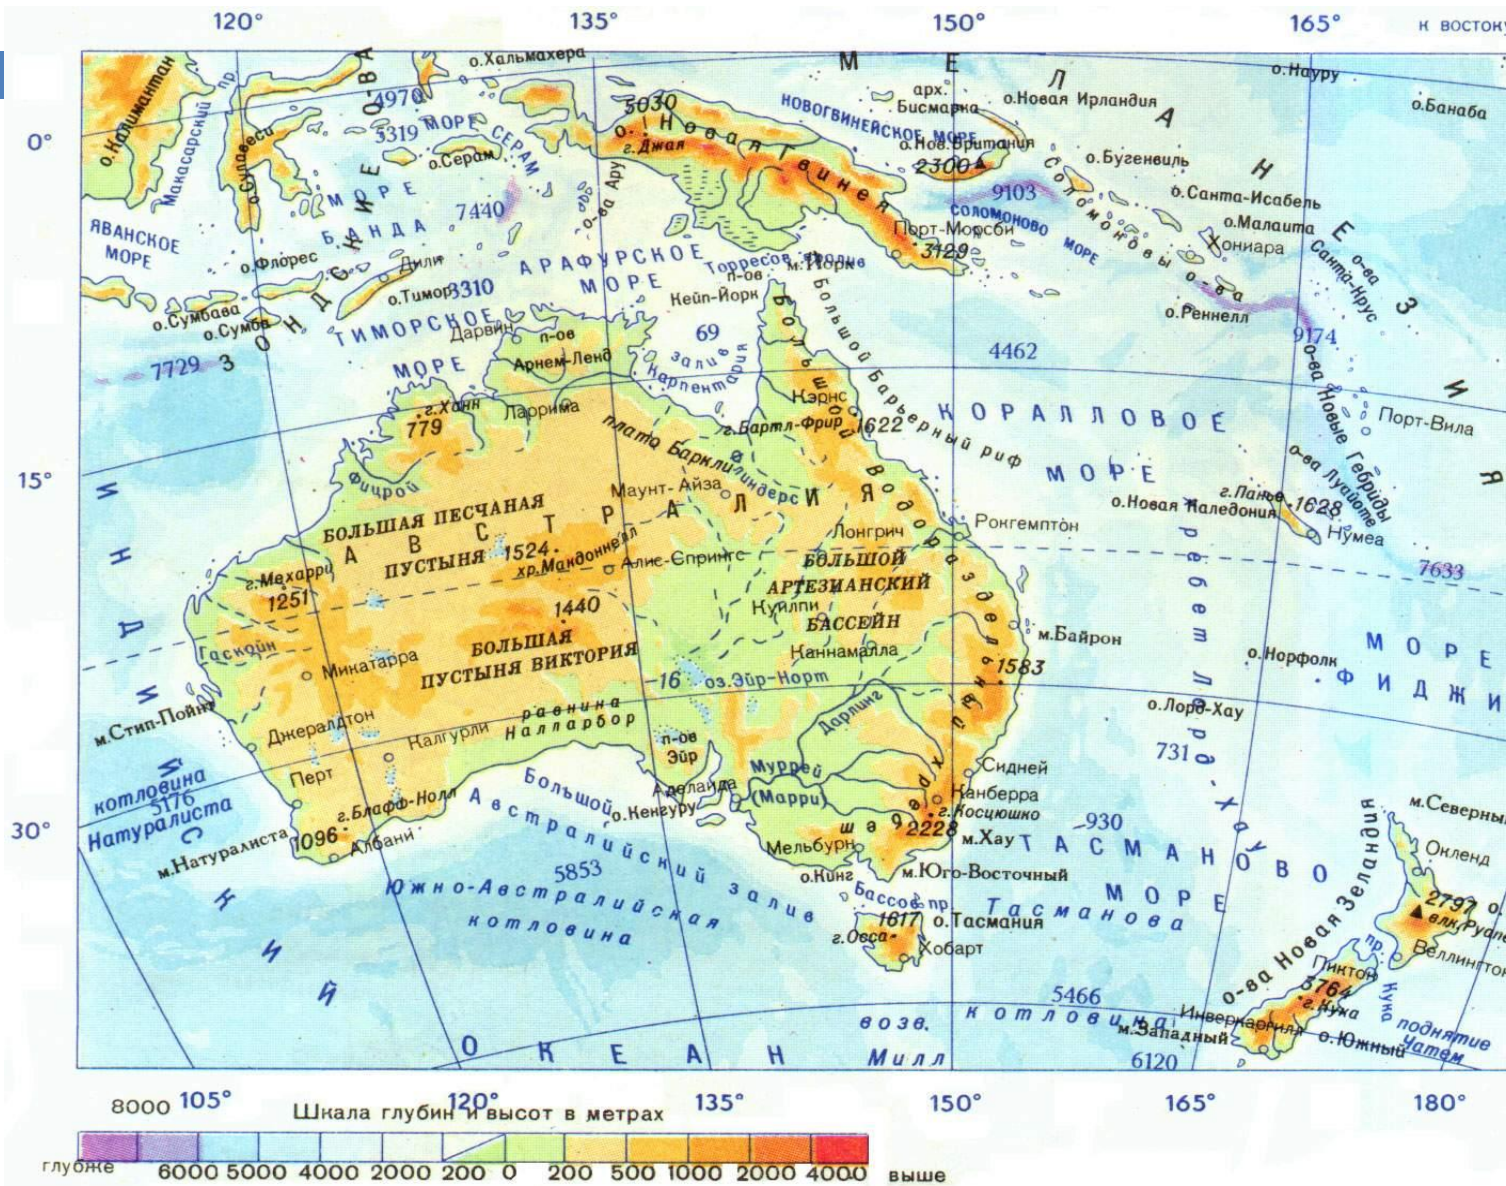 120° 135° 150° 165° к востоку
0°
15°
30°
М Е Л А Н Е З И Я
о.Калимантан
Макасарский пр.
о.Сулавеси
о.Хальмахера
4970
5319
МОРЕ СЕРАМ
о.Серам
МОРЕ
БАНДА
7440
ЗОНДСКИЕ О-ВА
ЯВАНСКОЕ
МОРЕ
о.Флорес
Дили
о.Тимор
3310
о.Сумбава
о.Сумба
7729
ТИМОРСКОЕ
МОРЕ
АРАФУРСКОЕ
МОРЕ
о-ва Ару
5030
о. Новая Гвинея
г.Джая
НОВОГВИНЕЙСКОЕ МОРЕ
арх.
Бисмарка
о.Новая Ирландия
о.Нов.Британия
2300
9103
СОЛОМОНОВО МОРЕ
Порт-Морсби
3129
Соломоновы о-ва
о.Бугенвиль
о.Санта-Исабель
о.Малаита
Хониара
о.Науру
о.Банаба
о-ва
Санта-Крус
о.Реннелл
9174
о-ва Новые Гебриды
Порт-Вила
о-ва Луайоте
г.Панье
1628
о.Новая Каледония
Нумеа
7633
Торресов пролив
м.Йорк
п-ов
Кейп-Йорк
69
залив
Карпентария
Дарвин
п-ов
Арнем-Ленд
Ларрима
г.Ханн
779
Фицрой
плато Баркли
Флиндерс
Маунт-Айза
Кэрнс
г.Бартл-Фрир
1622
Большой Барьерный риф
4462
КОРАЛЛОВОЕ
МОРЕ
Большой Водораздельный хребет
АВСТРАЛИЯ
БОЛЬШАЯ ПЕСЧАНАЯ
ПУСТЫНЯ
1524
хр.Макдоннелл
Алис-Спрингс
г.Мехарри
1251
1440
БОЛЬШАЯ
ПУСТЫНЯ ВИКТОРИЯ
Гаскойн
Микатарра
Лонгрич
Рокгемптон
БОЛЬШОЙ
АРТЕЗИАНСКИЙ
БАССЕЙН
Куилпи
Каннамалла
м.Байрон
1583
-16
оз.Эйр-Норт
Дарлинг
Муррей
(Марри)
равнина
Налларбор
п-ов
Эйр
Аделаида
о.Кенгуру
м.Стип-Пойнт
Джералдтон
Калгурли
Перт
г.Блафф-Нолл
1096
Албани
м.Натуралиста
котловина
5176
Натуралиста
ИНДИЙСКИЙ
ОКЕАН
Большой
Австралийский залив
5853
Южно-Австралийская
котловина
Сидней
Канберра
г.Косцюшко
2228
м.Хау
Мельбурн
о.Кинг
м.Юго-Восточный
Бассов пр.
1617
о.Тасмания
г.Осса
Хобарт
хребет Лорд-Хау
о.Лорд-Хау
731
930
о.Норфолк
МОРЕ
ФИДЖИ
ТАСМАНОВО
МОРЕ
Тасманова
котловина
5466
возв.
Милл
6120
о-ва Новая Зеландия
м.Северный
Окленд
2797
влк.Руапе
Веллингтон
пр.
Кука
Пиктон
3764
г.Кука
Инверкаргилл
м.Западный
о.Южный
поднятие
Чатем
105° 120° 135° 150° 165° 180°
8000
Шкала глубин и высот в метрах
глубже 6000 5000 4000 2000 200 0 200 500 1000 2000 4000 выше